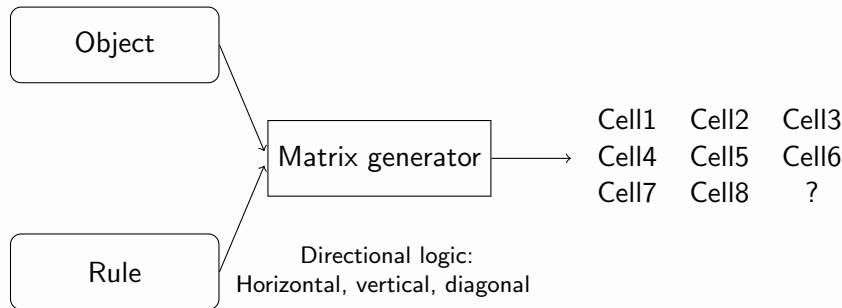 Object
Matrix generator
Cell1 Cell2 Cell3
Cell4 Cell5 Cell6
Cell7 Cell8 ?
Rule
Directional logic:
Horizontal, vertical, diagonal